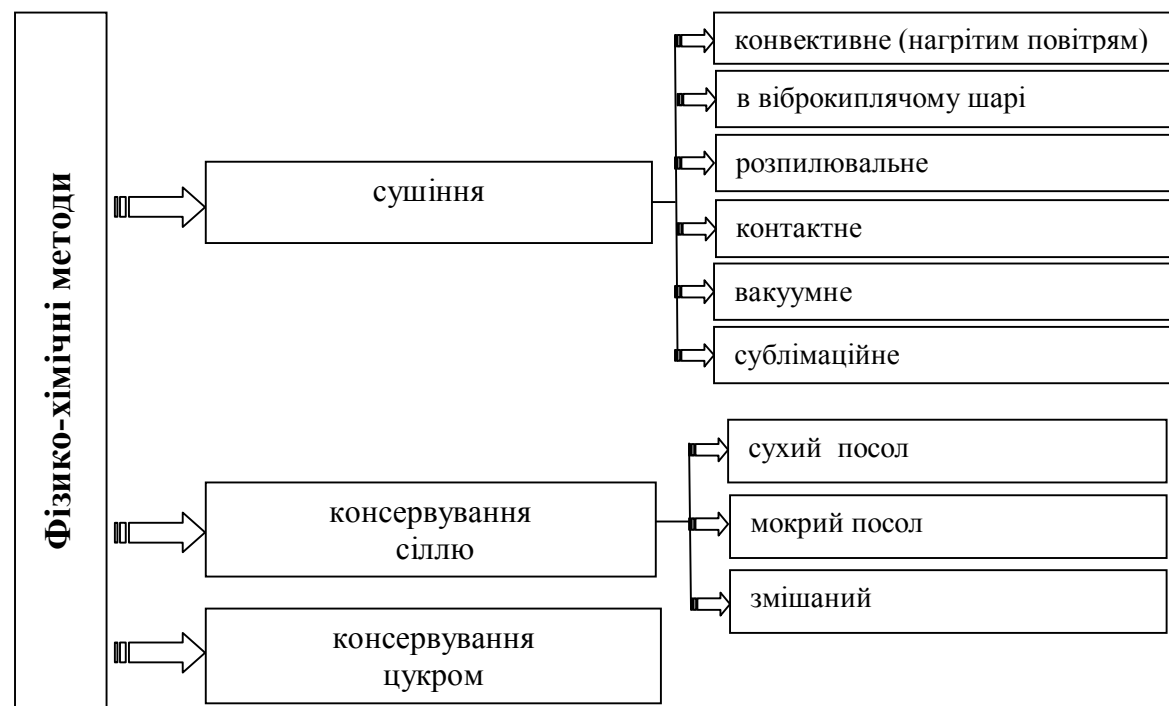 Фізико-хімічні методи
сушіння
конвективне (нагрітим повітрям)
в віброкиплячому шарі
розпилювальне
контактне
вакуумне
сублімаційне
консервування
сіллю
сухий посол
мокрий посол
змішаний
консервування
цукром